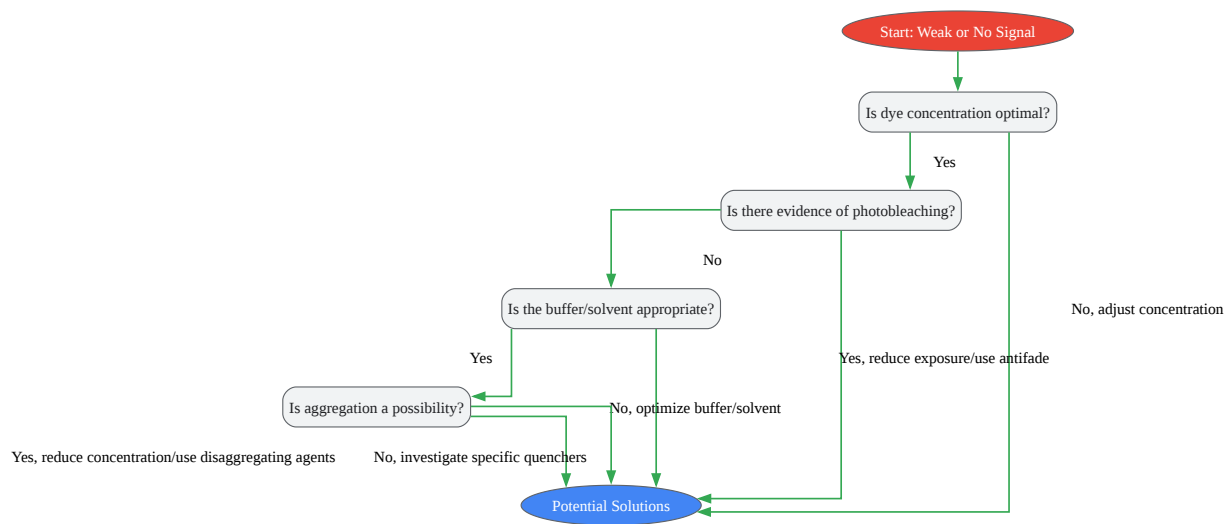 Start: Weak or No Signal
Is dye concentration optimal?
Yes
Is there evidence of photobleaching?
No
Is the buffer/solvent appropriate?
No, adjust concentration
Yes
Yes, reduce exposure/use antifade
Is aggregation a possibility?
No, optimize buffer/solvent
Yes, reduce concentration/use disaggregating agents
No, investigate specific quenchers
Potential Solutions